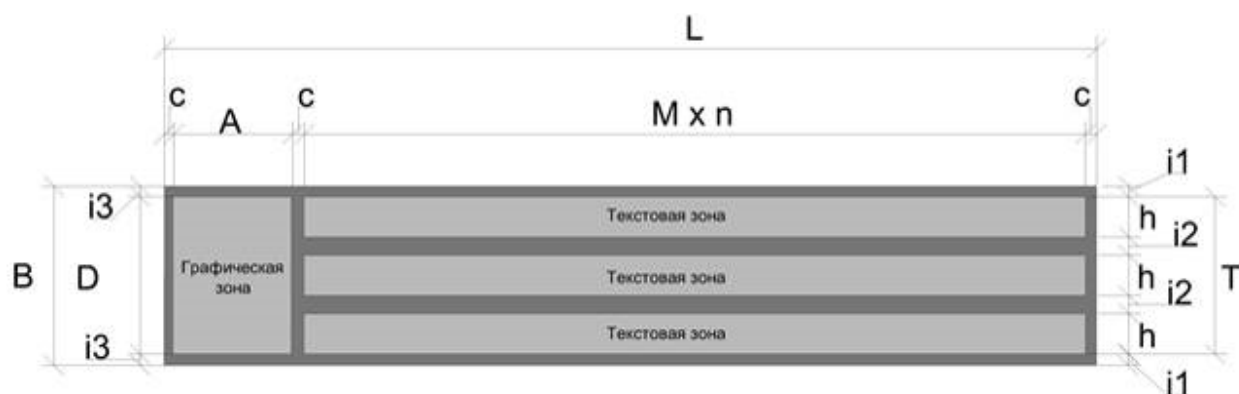 L
c
A
c
M x n
c
i1
i3
Текстовая зона
h
i2
B
D
Графическая
зона
Текстовая зона
h
i2
T
Текстовая зона
h
i3
i1